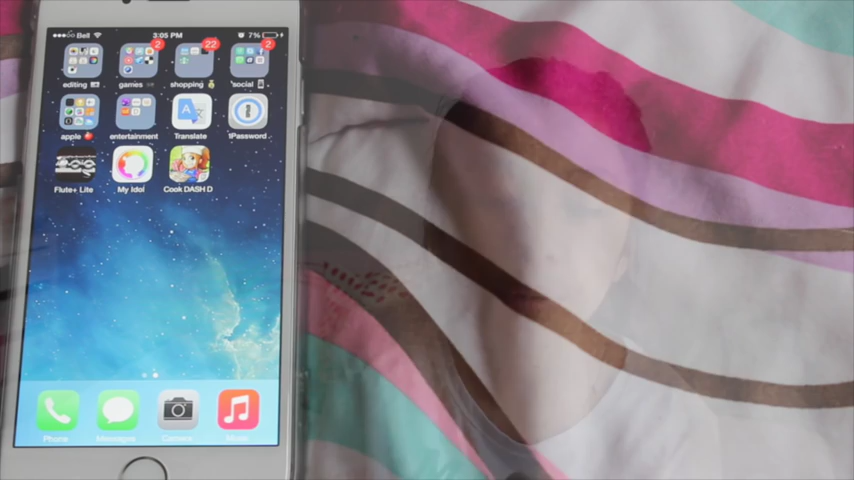 Bell 3:05 PM 7%
2 22 2
editing games shopping social
apple entertainment Translate 1Password
Flute+ Lite My Idol Cook DASH D
Phone Messages Camera Music